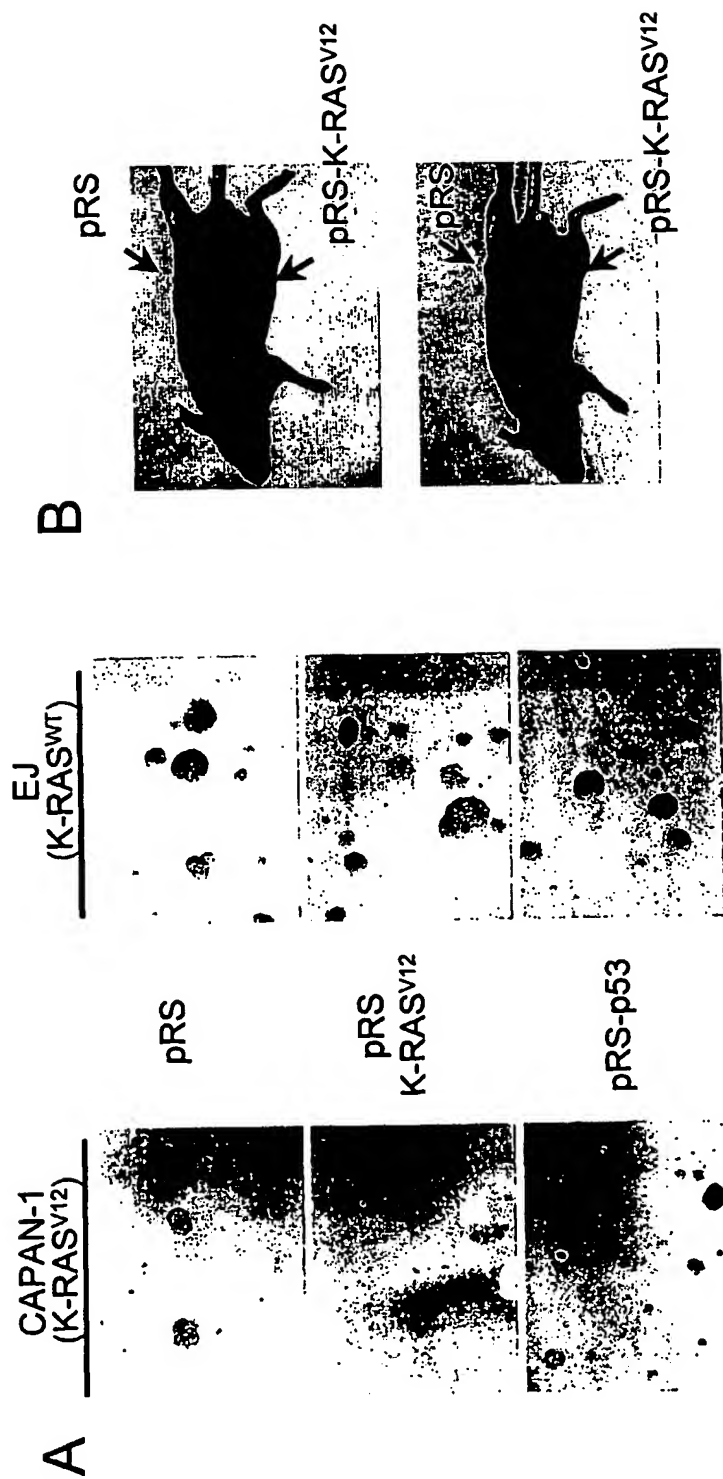 A
CAPAN-1
(K-RASV12)
EJ
(K-RASWT)
pRS
pRS
K-RASV12
pRS-p53
B
pRS
pRS-K-RASV12
pRS
pRS-K-RASV12